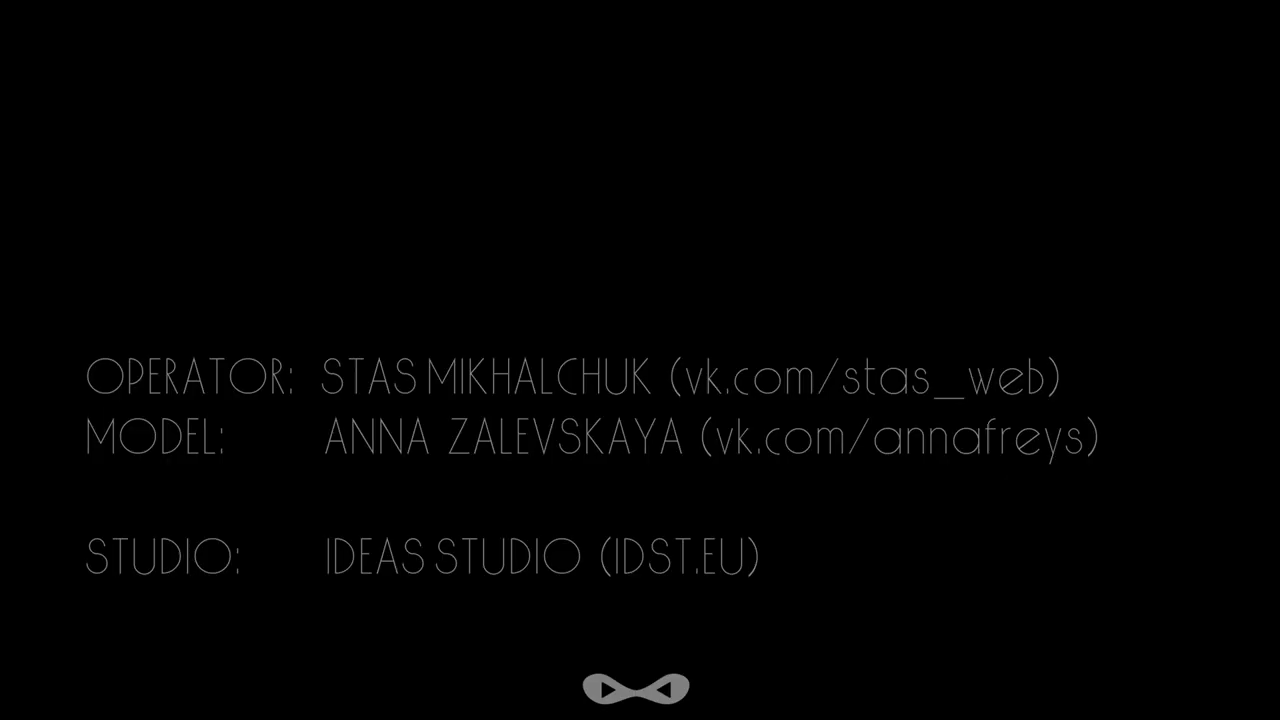 OPERATOR: STAS MIKHALCHUK (vk.com/stas_web)
MODEL: ANNA ZALEVSKAYA (vk.com/annafreys)
STUDIO: IDEAS STUDIO (IDST.EU)